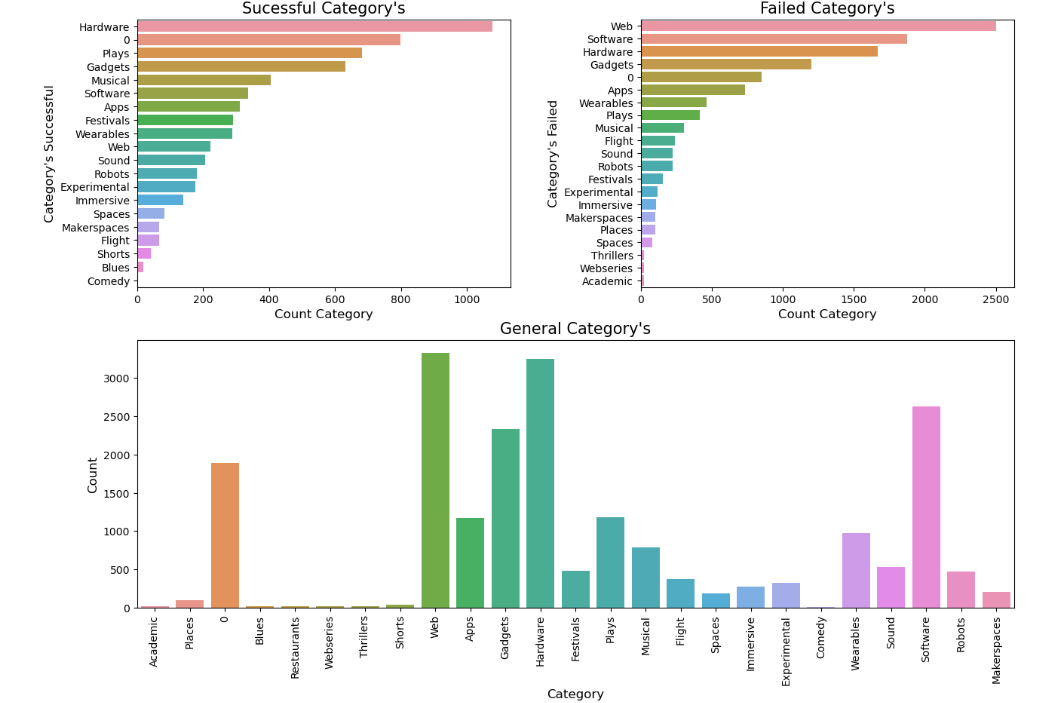 Sucessful Category's
Category's Successful
Hardware
0
Plays
Gadgets
Musical
Software
Apps
Festivals
Wearables
Web
Sound
Robots
Experimental
Immersive
Spaces
Makerspaces
Flight
Shorts
Blues
Comedy
0 200 400 600 800 1000
Count Category
Failed Category's
Category's Failed
Web
Software
Hardware
Gadgets
0
Apps
Wearables
Plays
Musical
Flight
Sound
Robots
Festivals
Experimental
Immersive
Makerspaces
Places
Spaces
Thrillers
Webseries
Academic
0 500 1000 1500 2000 2500
Count Category
General Category's
Count
3000
2500
2000
1500
1000
500
0
Academic
Places
0
Blues
Restaurants
Webseries
Thrillers
Shorts
Web
Apps
Gadgets
Hardware
Festivals
Plays
Musical
Flight
Spaces
Immersive
Experimental
Comedy
Wearables
Sound
Software
Robots
Makerspaces
Category